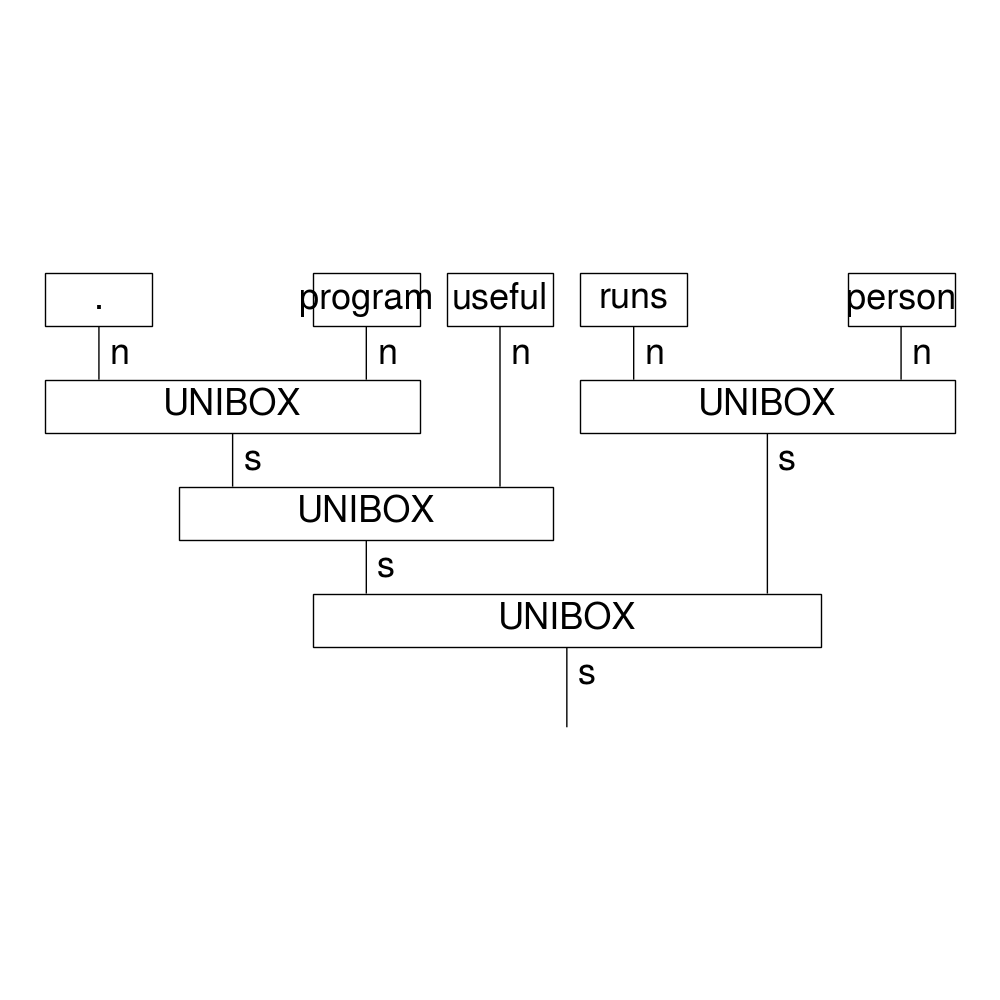 . program useful runs person
n n n n n
UNIBOX UNIBOX
s s
UNIBOX
s
UNIBOX
s